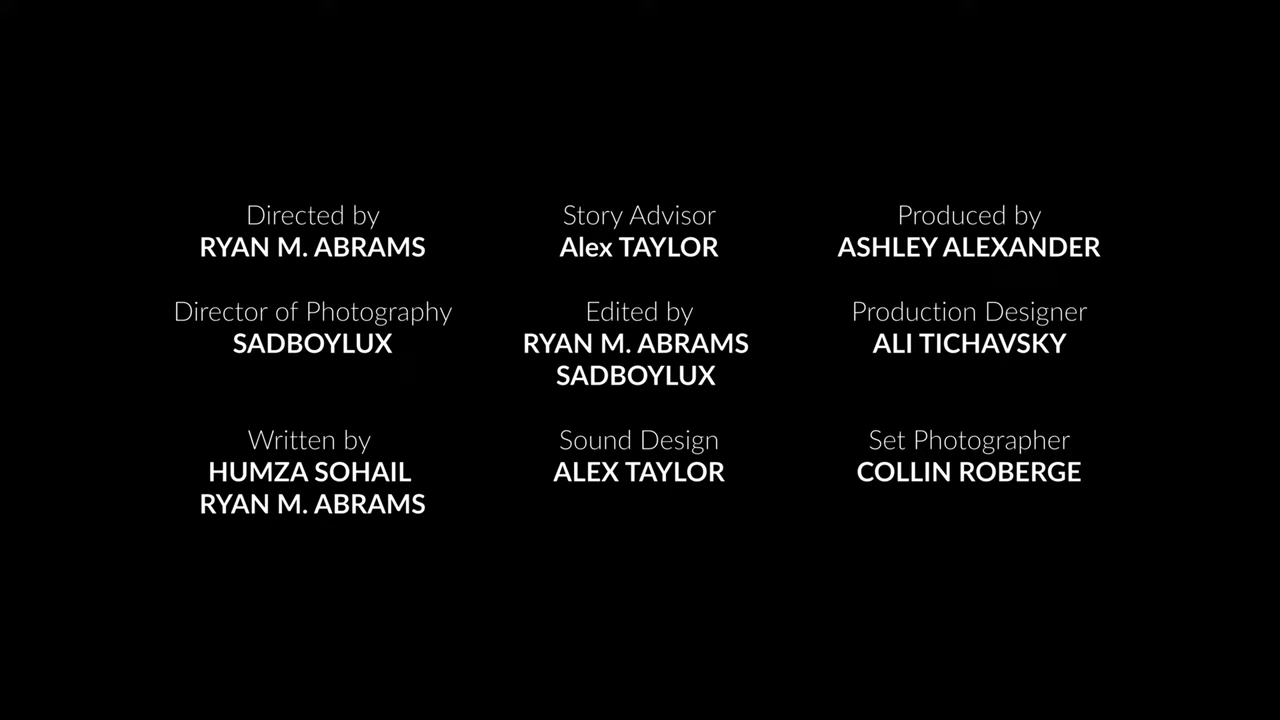 Directed by
RYAN M. ABRAMS
Director of Photography
SADBOYLUX
Written by
HUMZA SOHAIL
RYAN M. ABRAMS
Story Advisor
Alex TAYLOR
Edited by
RYAN M. ABRAMS
SADBOYLUX
Sound Design
ALEX TAYLOR
Produced by
ASHLEY ALEXANDER
Production Designer
ALI TICHAVSKY
Set Photographer
COLLIN ROBERGE